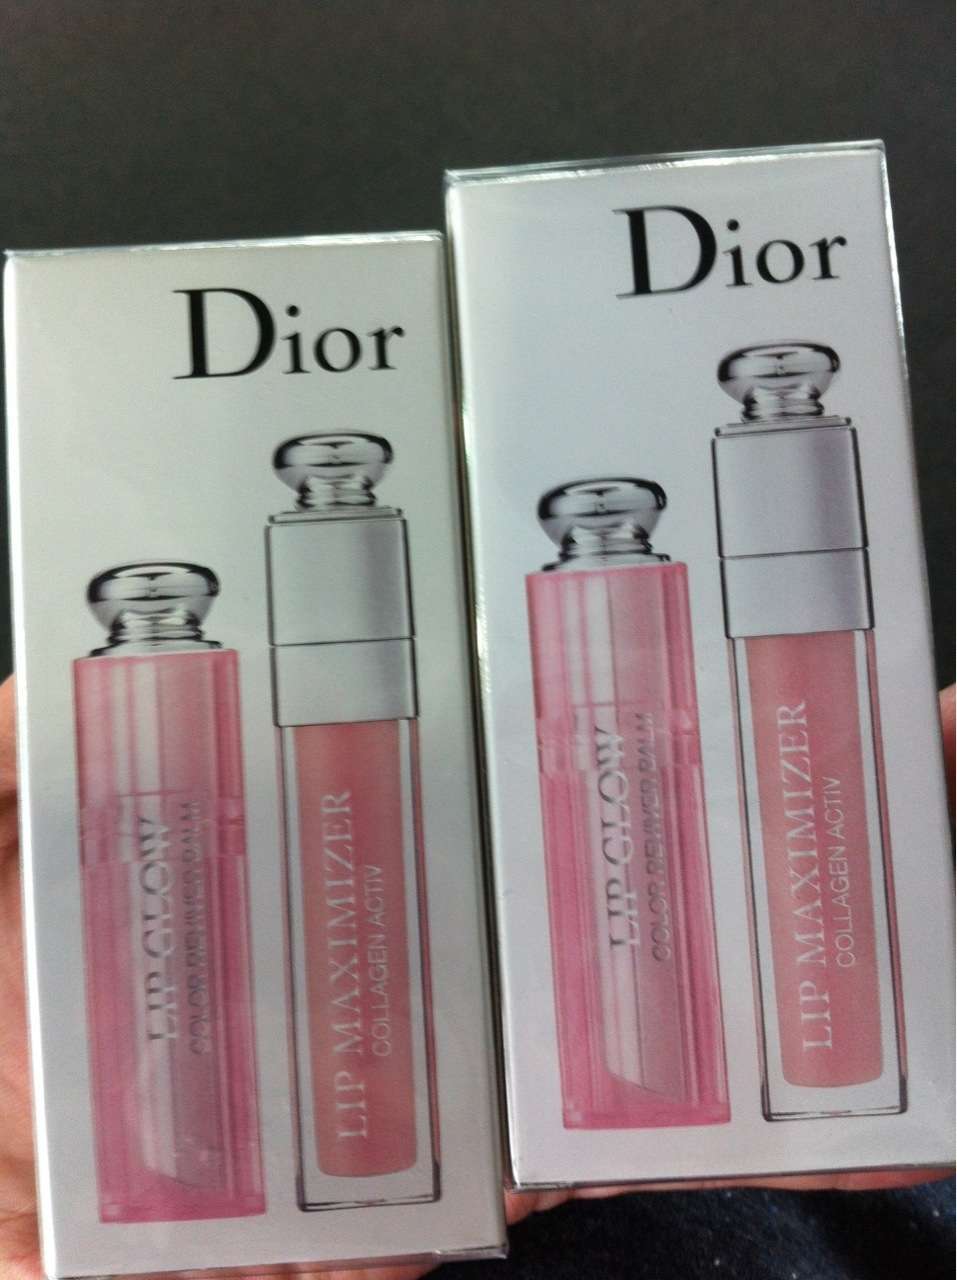 Dior
LIP GLOW
COLOR REVIVER BALM
LIP MAXIMIZER
COLLAGEN ACTIV
Dior
LIP GLOW
COLOR REVIVER BALM
LIP MAXIMIZER
COLLAGEN ACTIV